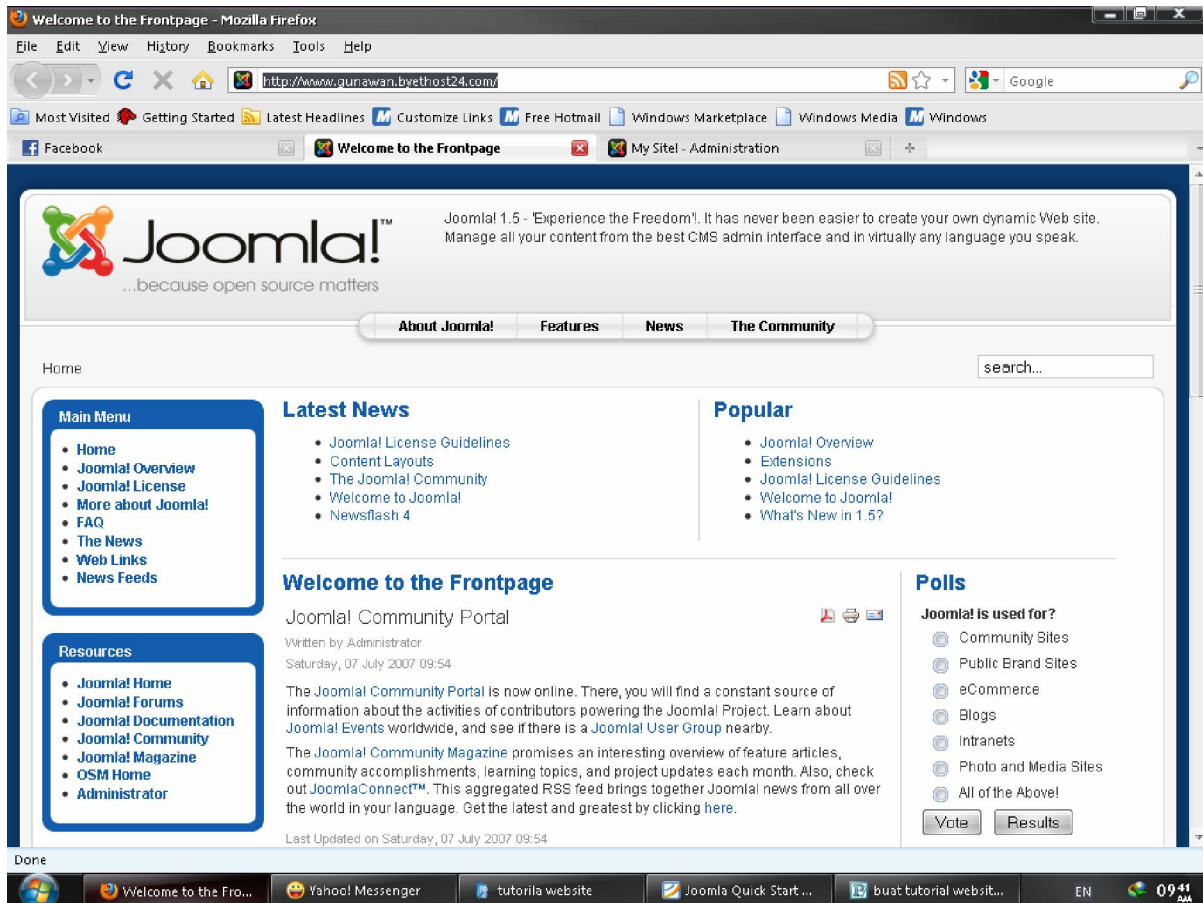 Welcome to the Frontpage - Mozilla Firefox
File Edit View History Bookmarks Tools Help
http://www.gunawan.byethost24.com/
Google
Most Visited Getting Started Latest Headlines Customize Links Free Hotmail Windows Marketplace Windows Media Windows
Facebook Welcome to the Frontpage My Site! - Administration
Joomla!™
...because open source matters
Joomla! 1.5 - 'Experience the Freedom'!. It has never been easier to create your own dynamic Web site.
Manage all your content from the best CMS admin interface and in virtually any language you speak.
About Joomla! Features News The Community
Home
search...
Main Menu
Home
Joomla! Overview
Joomla! License
More about Joomla!
FAQ
The News
Web Links
News Feeds
Resources
Joomla! Home
Joomla! Forums
Joomla! Documentation
Joomla! Community
Joomla! Magazine
OSM Home
Administrator
Latest News
Joomla! License Guidelines
Content Layouts
The Joomla! Community
Welcome to Joomla!
Newsflash 4
Popular
Joomla! Overview
Extensions
Joomla! License Guidelines
Welcome to Joomla!
What's New in 1.5?
Welcome to the Frontpage
Joomla! Community Portal
Written by Administrator
Saturday, 07 July 2007 09:54
The Joomla! Community Portal is now online. There, you will find a constant source of
information about the activities of contributors powering the Joomla! Project. Learn about
Joomla! Events worldwide, and see if there is a Joomla! User Group nearby.
The Joomla! Community Magazine promises an interesting overview of feature articles,
community accomplishments, learning topics, and project updates each month. Also, check
out JoomlaConnect™. This aggregated RSS feed brings together Joomla! news from all over
the world in your language. Get the latest and greatest by clicking here.
Last Updated on Saturday, 07 July 2007 09:54
Polls
Joomla! is used for?
Community Sites
Public Brand Sites
eCommerce
Blogs
Intranets
Photo and Media Sites
All of the Above!
Vote Results
Done
Welcome to the Fro... Yahoo! Messenger tutorila website Joomla Quick Start ... buat tutorial websit... EN 09 41 AM